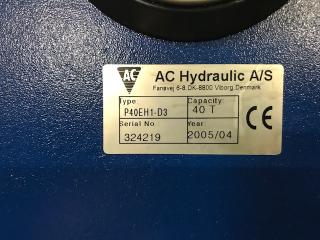 AC
AC Hydraulic A/S
Fanøvej 6-8, DK-8800 Viborg, Denmark
Type: Capacity:
P40EH1-D3 40 T
Serial No Year:
324219 2005/04
CE